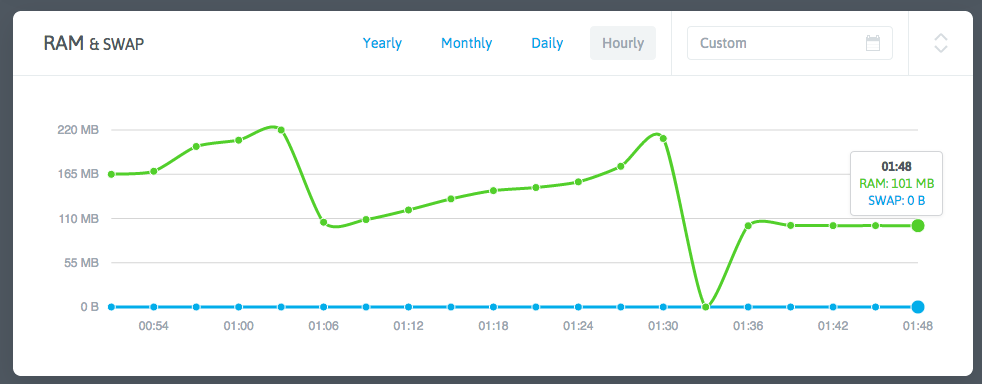 RAM & SWAP Yearly Monthly Daily Hourly Custom
220 MB
165 MB
110 MB
55 MB
0 B
01:48
RAM: 101 MB
SWAP: 0 B
00:54 01:00 01:06 01:12 01:18 01:24 01:30 01:36 01:42 01:48